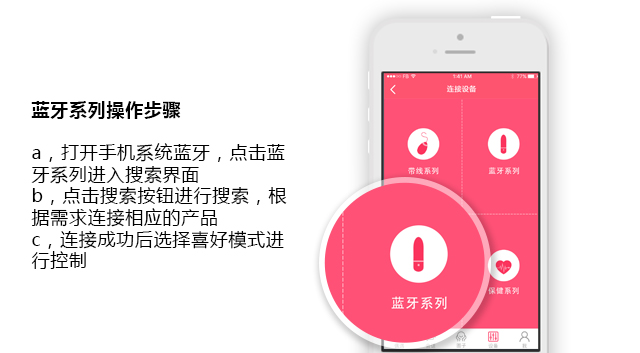 蓝牙系列操作步骤
a，打开手机系统蓝牙，点击蓝
牙系列进入搜索界面
b，点击搜索按钮进行搜索，根
据需求连接相应的产品
c，连接成功后选择喜好模式进
行控制
1:41 AM
77%
连接设备
带线系列
蓝牙系列
蓝牙系列
保健系列
设备